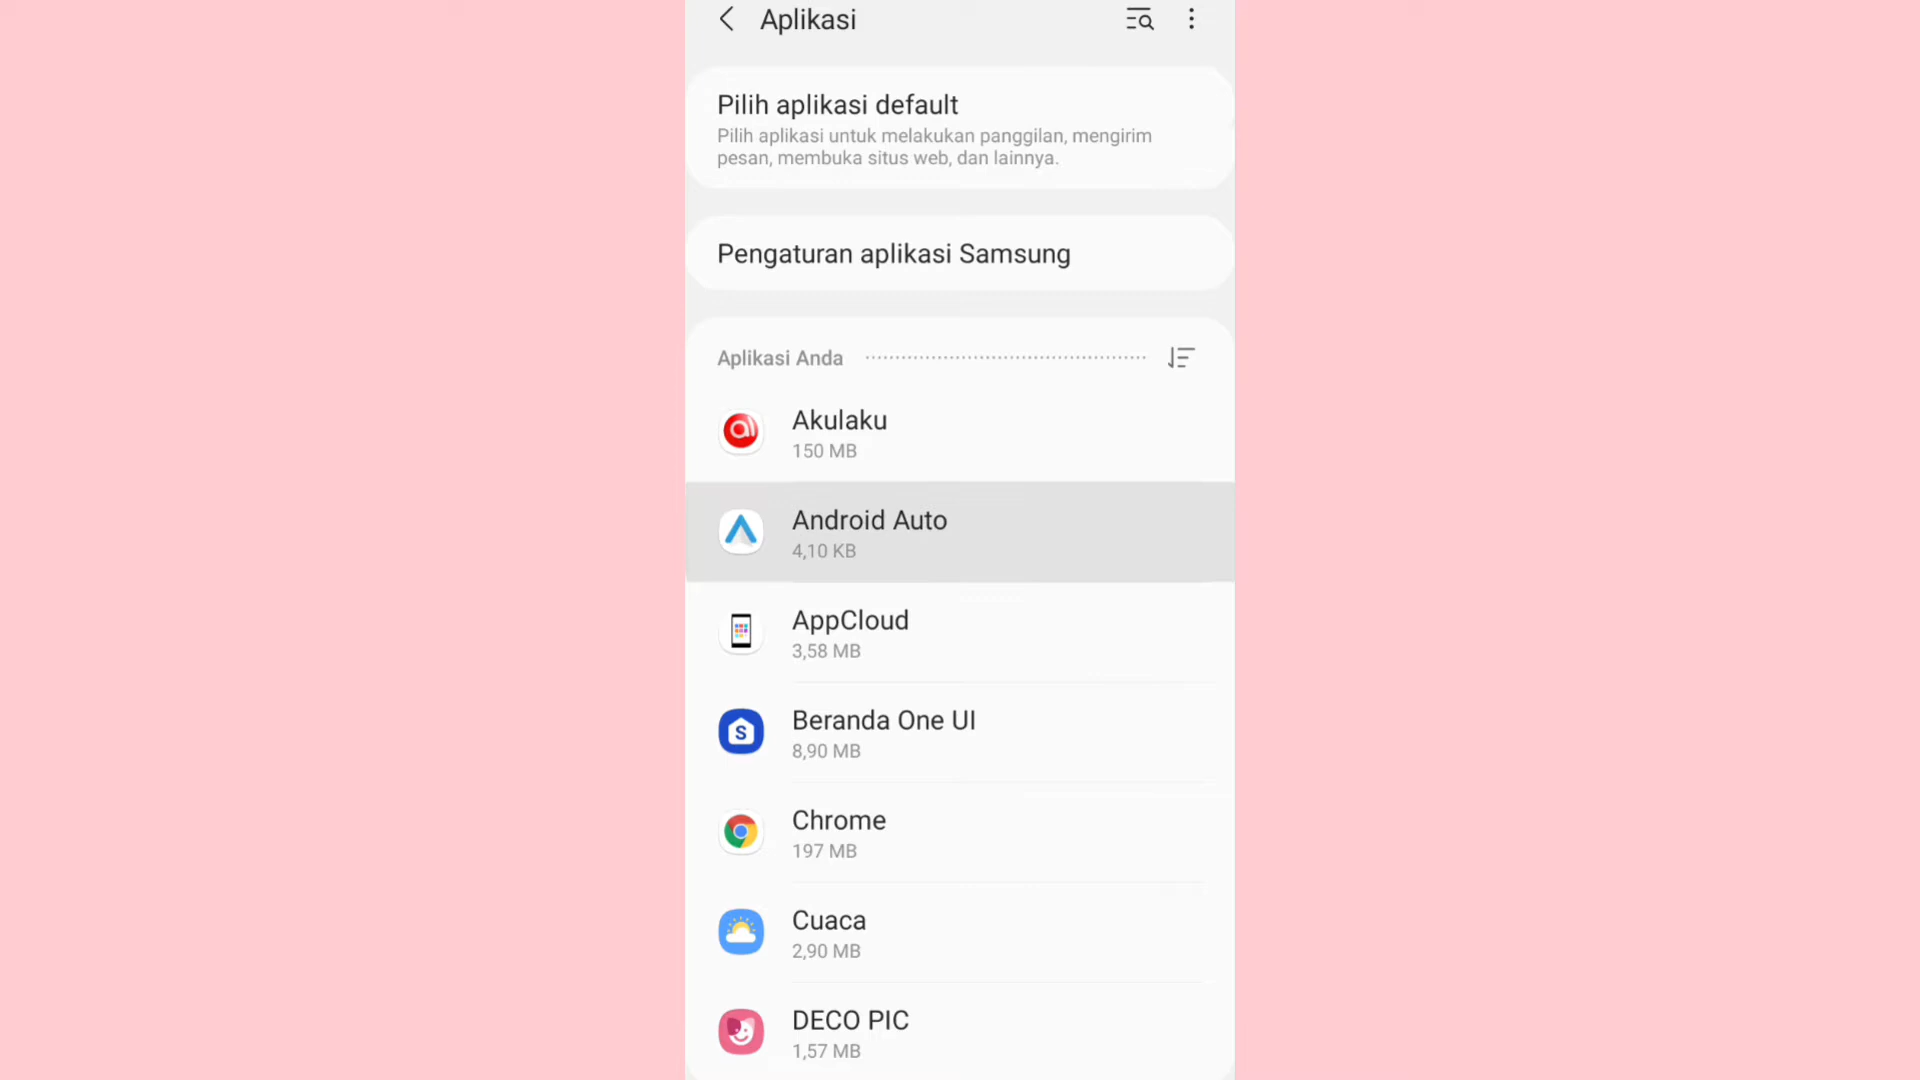 Aplikasi
Pilih aplikasi default
Pilih aplikasi untuk melakukan panggilan, mengirim
pesan, membuka situs web, dan lainnya.
Pengaturan aplikasi Samsung
Aplikasi Anda
Akulaku
150 MB
Android Auto
4,10 KB
AppCloud
3,58 MB
Beranda One UI
8,90 MB
Chrome
197 MB
Cuaca
2,90 MB
DECO PIC
1,57 MB